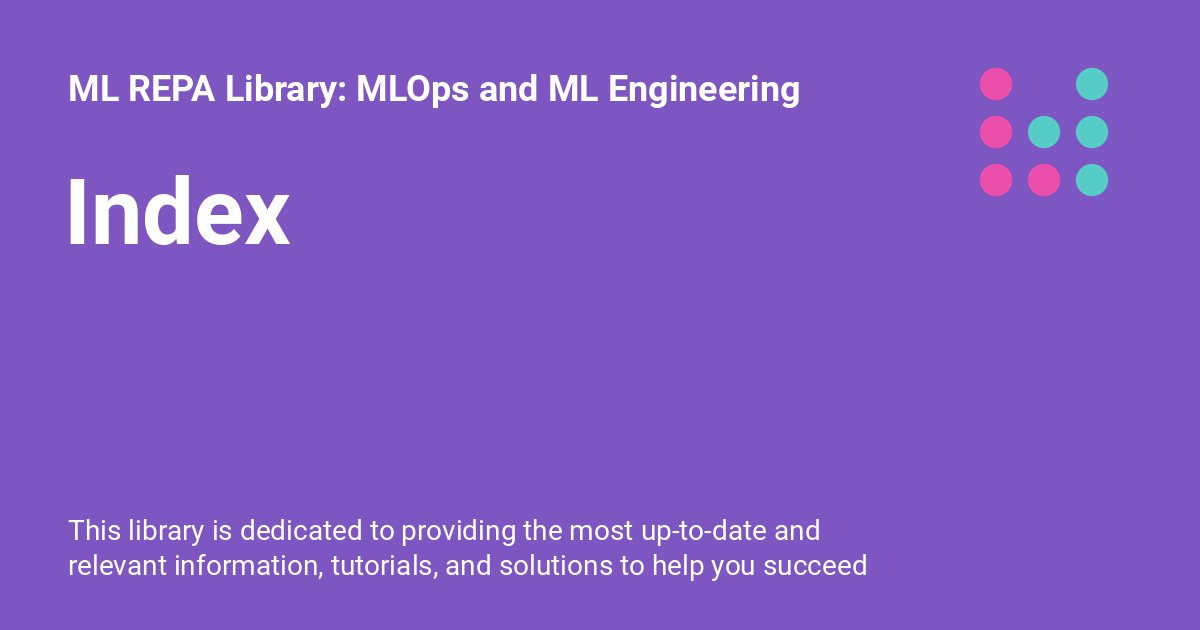 ML REPA Library: MLOps and ML Engineering
Index
This library is dedicated to providing the most up-to-date and
relevant information, tutorials, and solutions to help you succeed